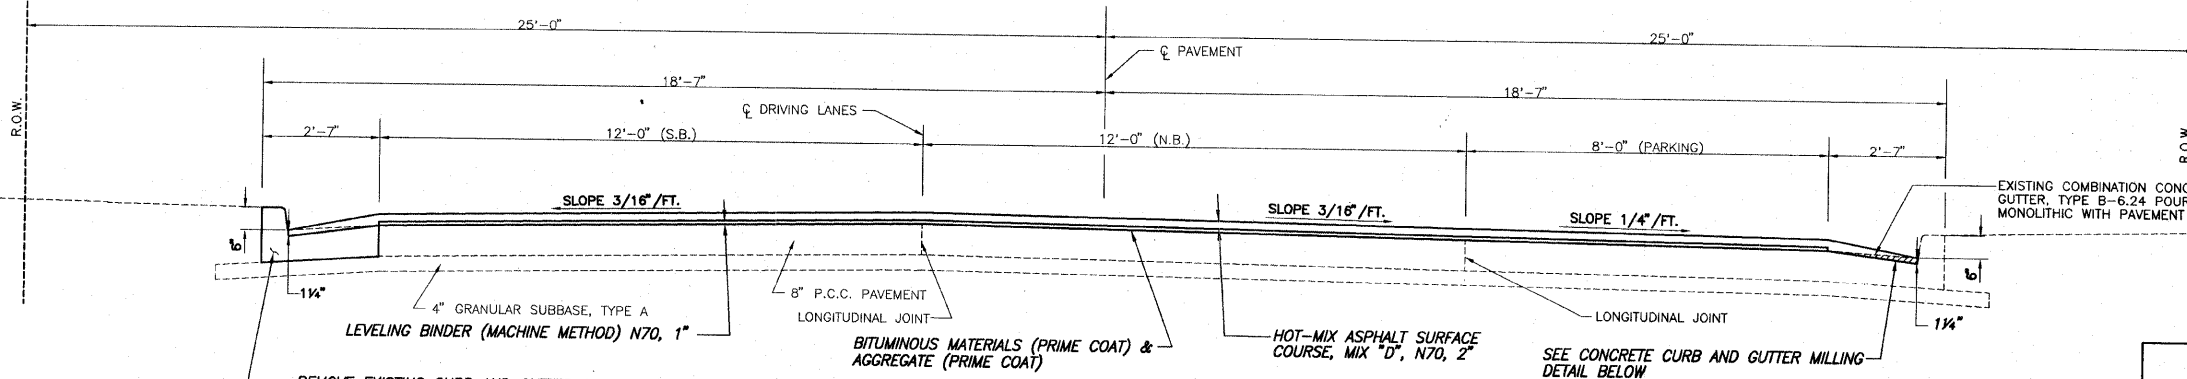 25'-0"
25'-0"
℄ PAVEMENT
18'-7"
18'-7"
℄ DRIVING LANES
R.O.W.
R.O.W.
2'-7"
12'-0" (S.B.)
12'-0" (N.B.)
8'-0" (PARKING)
2'-7"
SLOPE 3/16"/FT.
SLOPE 3/16"/FT.
SLOPE 1/4"/FT.
EXISTING COMBINATION
GUTTER, TYPE B-6.24
MONOLITHIC WITH PAVEMENT
6"
6"
1¼"
1¼"
4" GRANULAR SUBBASE, TYPE A
8" P.C.C. PAVEMENT
LONGITUDINAL JOINT
LONGITUDINAL JOINT
LEVELING BINDER (MACHINE METHOD) N70, 1"
BITUMINOUS MATERIALS (PRIME COAT) &
AGGREGATE (PRIME COAT)
HOT-MIX ASPHALT SURFACE
COURSE, MIX "D", N70, 2"
SEE CONCRETE CURB AND GUTTER MILLING
DETAIL BELOW